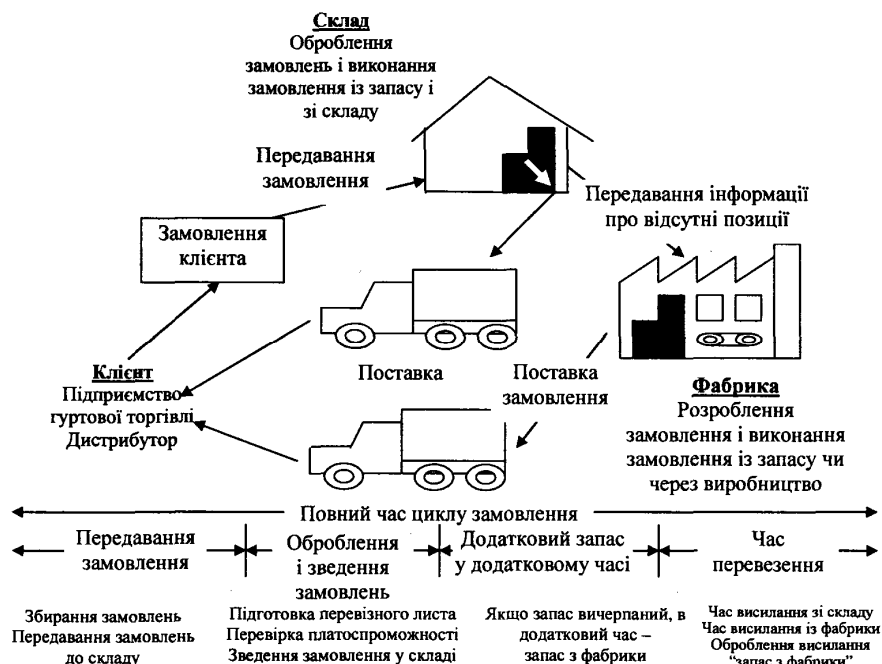 Склад
Оброблення
замовлень і виконання
замовлення із запасу і
зі складу
Передавання
замовлення
Передавання інформації
про відсутні позиції
Замовлення
клієнта
Клієнт
Підприємство
гуртової торгівлі
Дистрибутор
Поставка
Поставка
замовлення
Фабрика
Розроблення
замовлення і виконання
замовлення із запасу чи
через виробництво
Повний час циклу замовлення
Передавання
замовлення
Оброблення
і зведення
замовлень
Додатковий запас
у додатковому часі
Час
перевезення
Збирання замовлень
Передавання замовлень
до складу
Підготовка перевізного листа
Перевірка платоспроможності
Зведення замовлення у складі
Якщо запас вичерпаний, в
додатковий час –
запас з фабрики
Час висилання зі складу
Час висилання із фабрики
Оброблення висилання
“запас з фабрики”